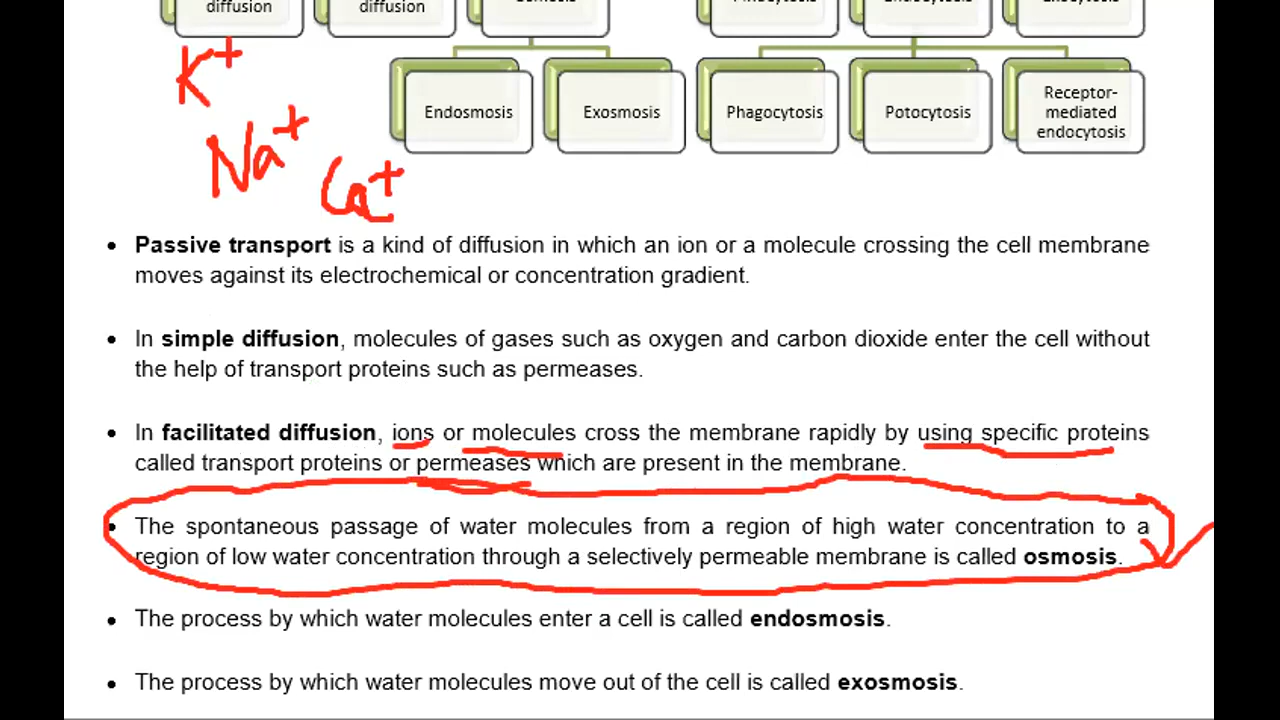 diffusion
diffusion
K+
Na+
Ca+
Endosmosis
Exosmosis
Phagocytosis
Potocytosis
Receptor-
mediated
endocytosis
• Passive transport is a kind of diffusion in which an ion or a molecule crossing the cell membrane
moves against its electrochemical or concentration gradient.
• In simple diffusion, molecules of gases such as oxygen and carbon dioxide enter the cell without
the help of transport proteins such as permeases.
• In facilitated diffusion, ions or molecules cross the membrane rapidly by using specific proteins
called transport proteins or permeases which are present in the membrane.
• The spontaneous passage of water molecules from a region of high water concentration to a
region of low water concentration through a selectively permeable membrane is called osmosis.
• The process by which water molecules enter a cell is called endosmosis.
• The process by which water molecules move out of the cell is called exosmosis.